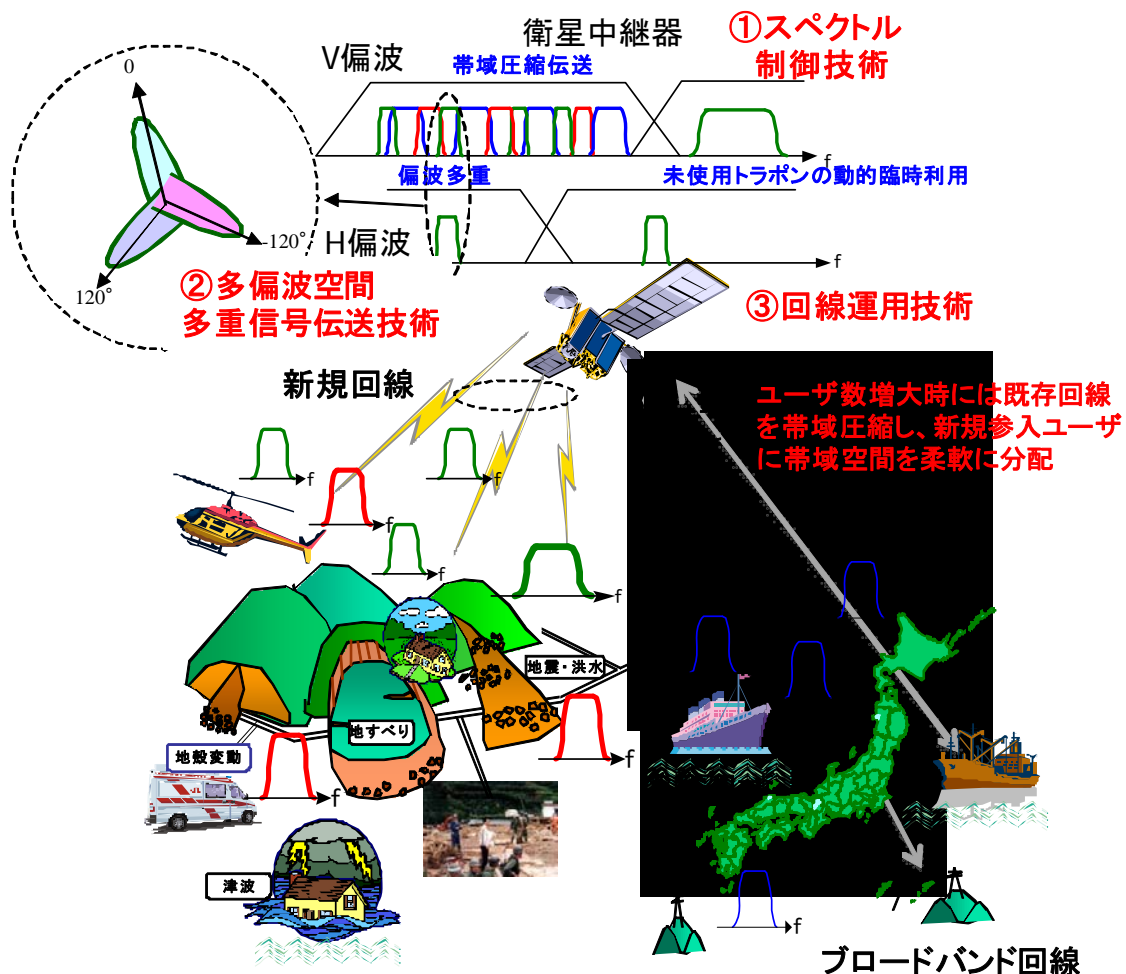 衛星中継器
①スペクトル
制御技術
V偏波
帯域圧縮伝送
0
f
偏波多重
未使用トラポンの動的臨時利用
H偏波
-120°
f
120°
②多偏波空間
多重信号伝送技術
③回線運用技術
新規回線
ユーザ数増大時には既存回線
を帯域圧縮し、新規参入ユーザ
に帯域空間を柔軟に分配
f
f
f
f
f
地震・洪水
地すべり
地殻変動
f
f
津波
f
ブロードバンド回線